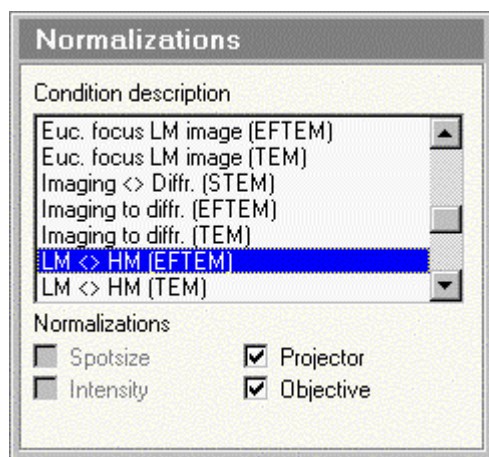 Normalizations
Condition description
Euc. focus LM image (EFTEM)
Euc. focus LM image (TEM)
Imaging <> Diffr. (STEM)
Imaging to diffr. (EFTEM)
Imaging to diffr. (TEM)
LM <> HM (EFTEM)
LM <> HM (TEM)
Normalizations
Spotsize Projector
Intensity Objective